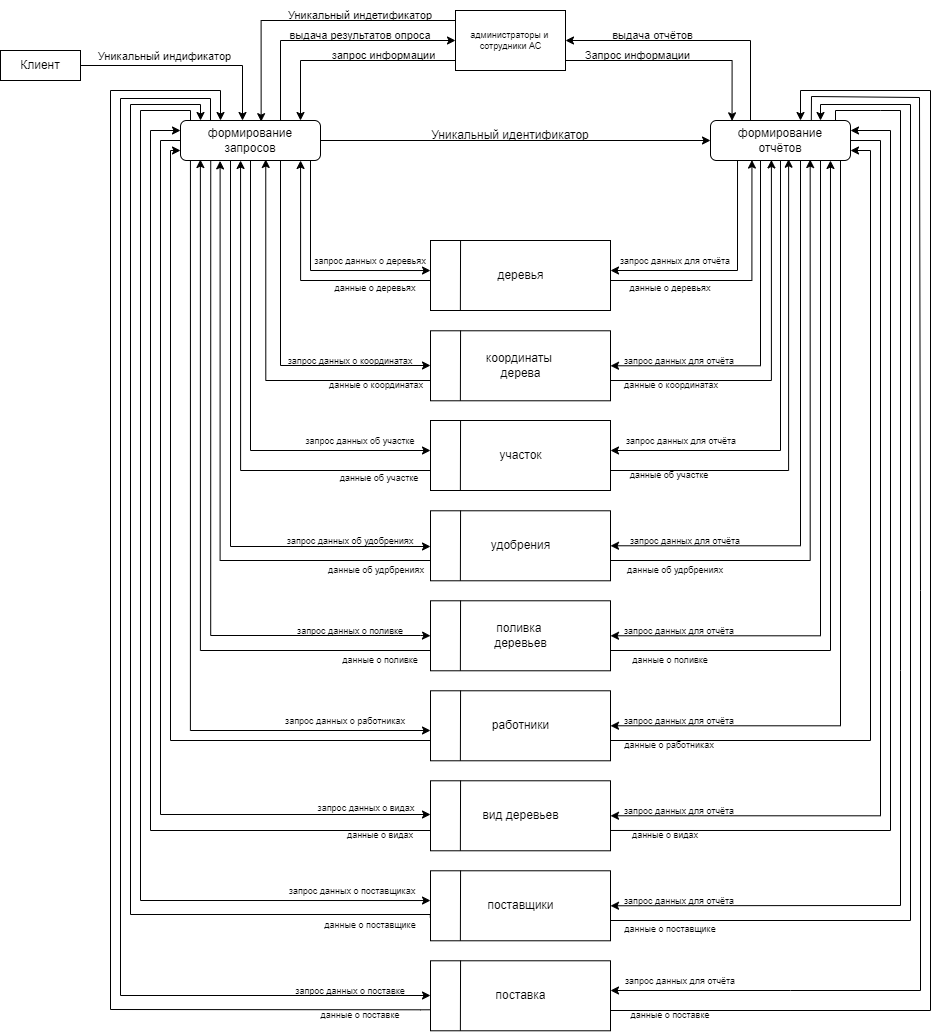 Уникальный индетификатор
выдача результов опроса
запрос информации
администраторы и
сотрудники АС
выдача отчётов
Запрос информации
Клиент
Уникальный индификатор
формирование
запросов
Уникальный идентификатор
формирование
отчётов
запрос данных о деревьях
данные о деревьях
деревья
запрос данных для отчёта
данные о деревьях
запрос данных о координатах
данные о координатах
координаты
дерева
запрос данных для отчёта
данные о координатах
запрос данных об участке
данные об участке
участок
запрос данных для отчёта
данные об участке
запрос данных об удобрениях
данные об удрбрениях
удобрения
запрос данных для отчёта
данные об удрбрениях
запрос данных о поливке
данные о поливке
поливка
деревьев
запрос данных для отчёта
данные о поливке
запрос данных о работниках
работники
запрос данных для отчёта
данные о работниках
запрос данных о видах
данные о видах
вид деревьев
запрос данных для отчёта
данные о видах
запрос данных о поставщиках
данные о поставщике
поставщики
запрос данных для отчёта
данные о поставщике
запрос данных о поставке
данные о поставке
поставка
запрос данных для отчёта
данные о поставке